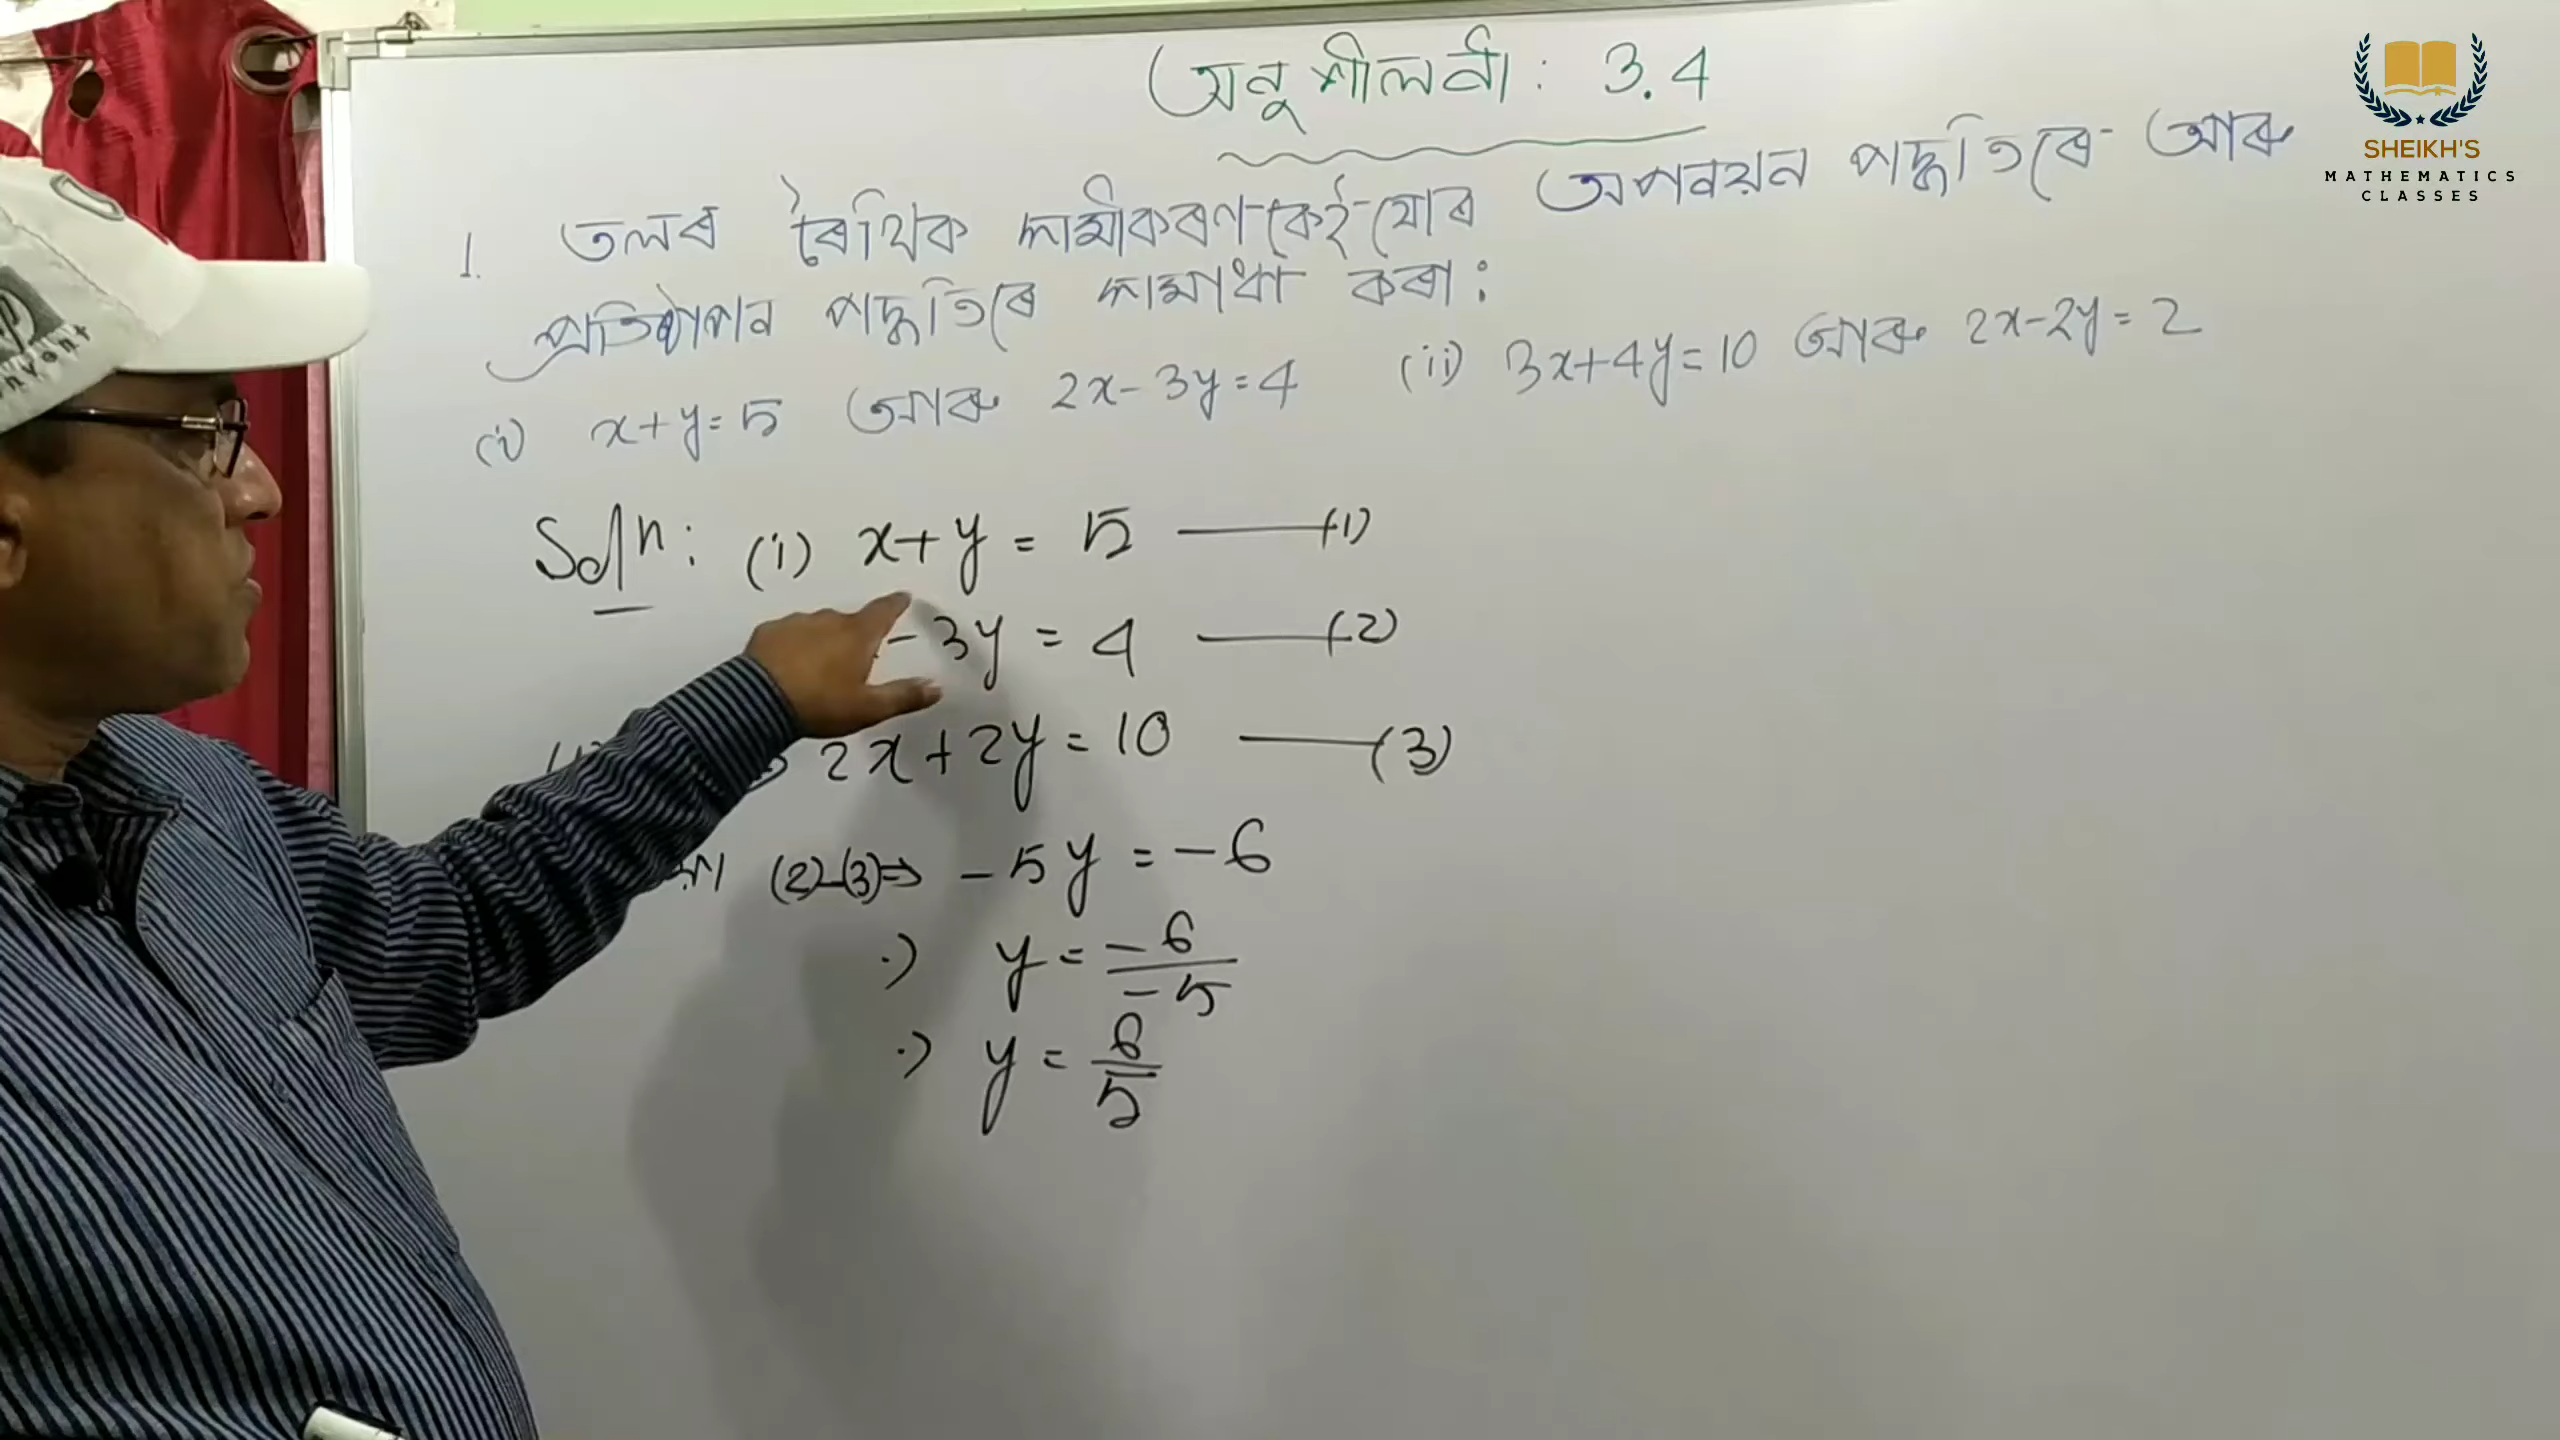 অনুশীলনী: 3.4
1. তলৰ ৰৈখিক সমীকৰণকেইযোৰ অপনয়ন পদ্ধতিৰে আৰু
প্ৰতিষ্ঠাপন পদ্ধতিৰে সমাধা কৰা:
(i) x+y=5 আৰু 2x-3y=4 (ii) 3x+4y=10 আৰু 2x-2y=2
Soln: (i) x+y = 5 ——(1)
-3y = 4 ——(2)
2x+2y=10 ——(3)
(2)-(3)⇒ -5y = -6
∴) y = -6/-5
∴) y = 6/5
SHEIKH'S
MATHEMATICS
CLASSES